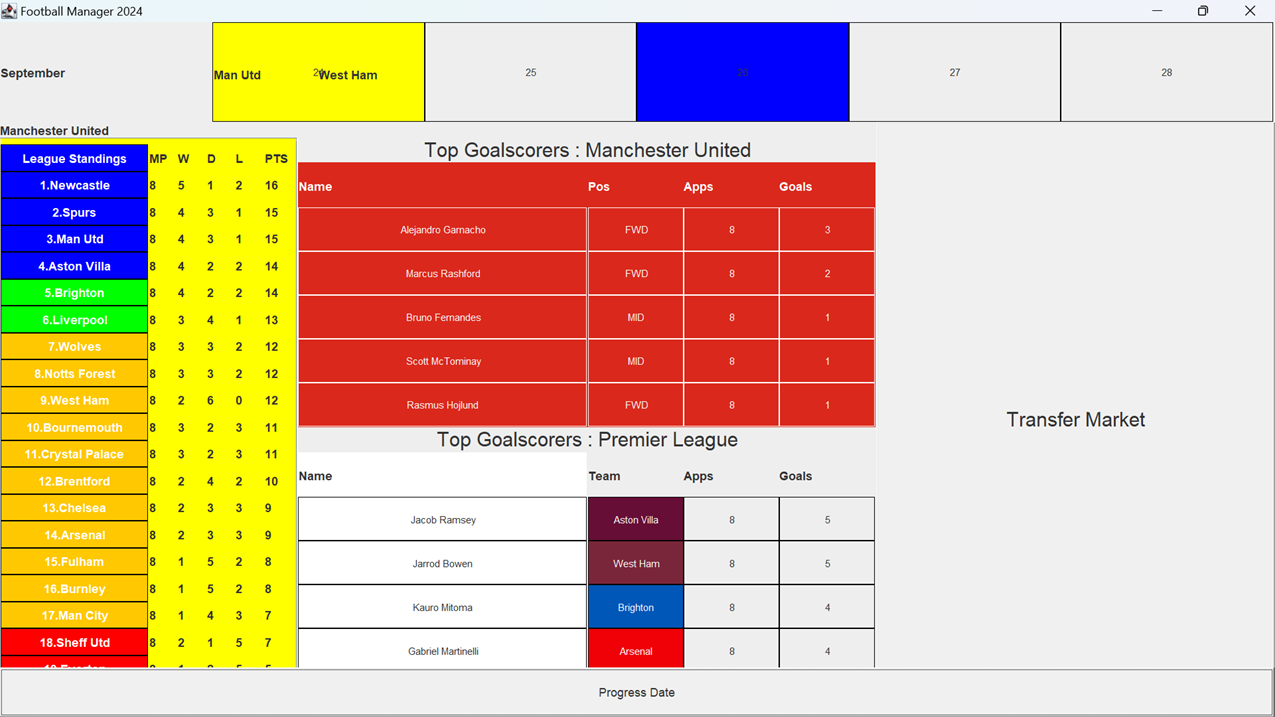 Football Manager 2024
September
Man Utd 24 West Ham
25
26
27
28
Manchester United
League Standings MP W D L PTS
1.Newcastle 8 5 1 2 16
2.Spurs 8 4 3 1 15
3.Man Utd 8 4 3 1 15
4.Aston Villa 8 4 2 2 14
5.Brighton 8 4 2 2 14
6.Liverpool 8 3 4 1 13
7.Wolves 8 3 3 2 12
8.Notts Forest 8 3 3 2 12
9.West Ham 8 2 6 0 12
10.Bournemouth 8 3 2 3 11
11.Crystal Palace 8 3 2 3 11
12.Brentford 8 2 4 2 10
13.Chelsea 8 2 3 3 9
14.Arsenal 8 2 3 3 9
15.Fulham 8 1 5 2 8
16.Burnley 8 1 5 2 8
17.Man City 8 1 4 3 7
18.Sheff Utd 8 2 1 5 7
Top Goalscorers : Manchester United
Name Pos Apps Goals
Alejandro Garnacho FWD 8 3
Marcus Rashford FWD 8 2
Bruno Fernandes MID 8 1
Scott McTominay MID 8 1
Rasmus Hojlund FWD 8 1
Top Goalscorers : Premier League
Name Team Apps Goals
Jacob Ramsey Aston Villa 8 5
Jarrod Bowen West Ham 8 5
Kauro Mitoma Brighton 8 4
Gabriel Martinelli Arsenal 8 4
Transfer Market
Progress Date